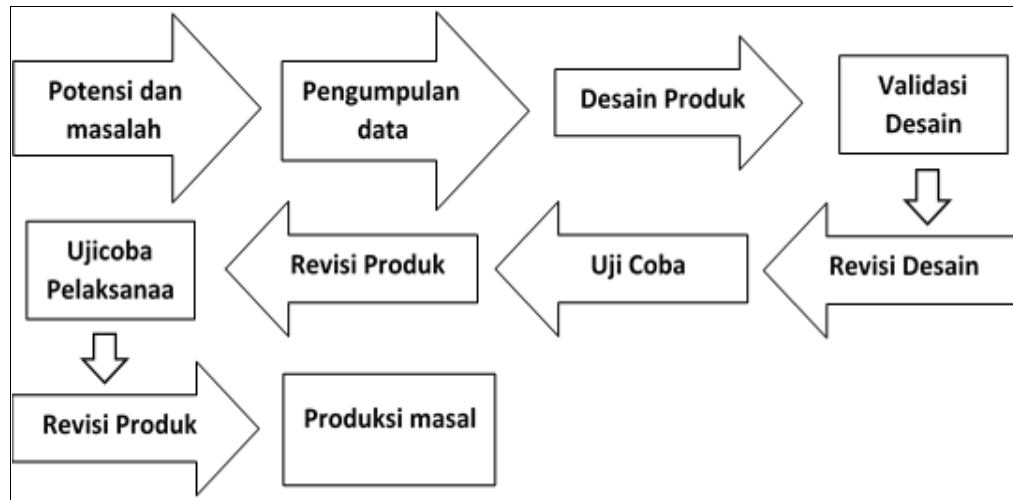 Potensi dan
masalah
Pengumpulan
data
Desain Produk
Validasi
Desain
Revisi Desain
Uji Coba
Revisi Produk
Ujicoba
Pelaksanaa
Revisi Produk
Produksi masal